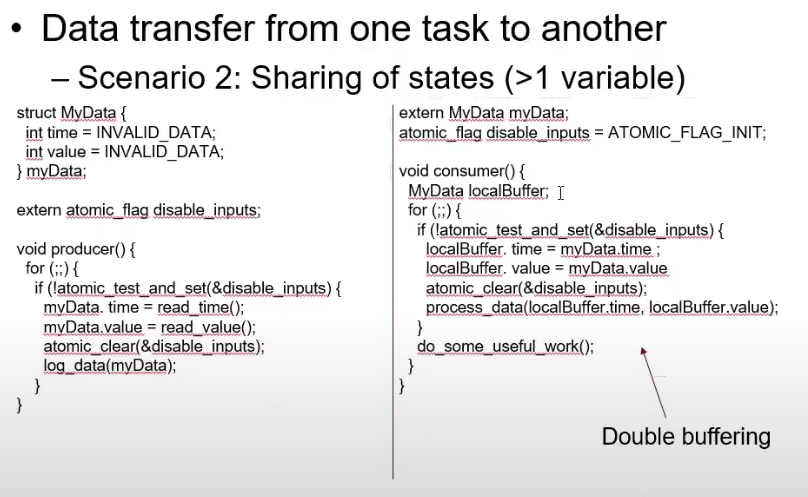 • Data transfer from one task to another
– Scenario 2: Sharing of states (>1 variable)
struct MyData {
int time = INVALID_DATA;
int value = INVALID_DATA;
} myData;
extern atomic_flag disable_inputs;
void producer() {
for (;;) {
if (!atomic_test_and_set(&disable_inputs) {
myData. time = read_time();
myData.value = read_value();
atomic_clear(&disable_inputs);
log_data(myData);
}
}
}
extern MyData myData;
atomic_flag disable_inputs = ATOMIC_FLAG_INIT;
void consumer() {
MyData localBuffer;
for (;;) {
if (!atomic_test_and_set(&disable_inputs) {
localBuffer. time = myData.time ;
localBuffer. value = myData.value
atomic_clear(&disable_inputs);
process_data(localBuffer.time, localBuffer.value);
}
do_some_useful_work();
}
}
Double buffering